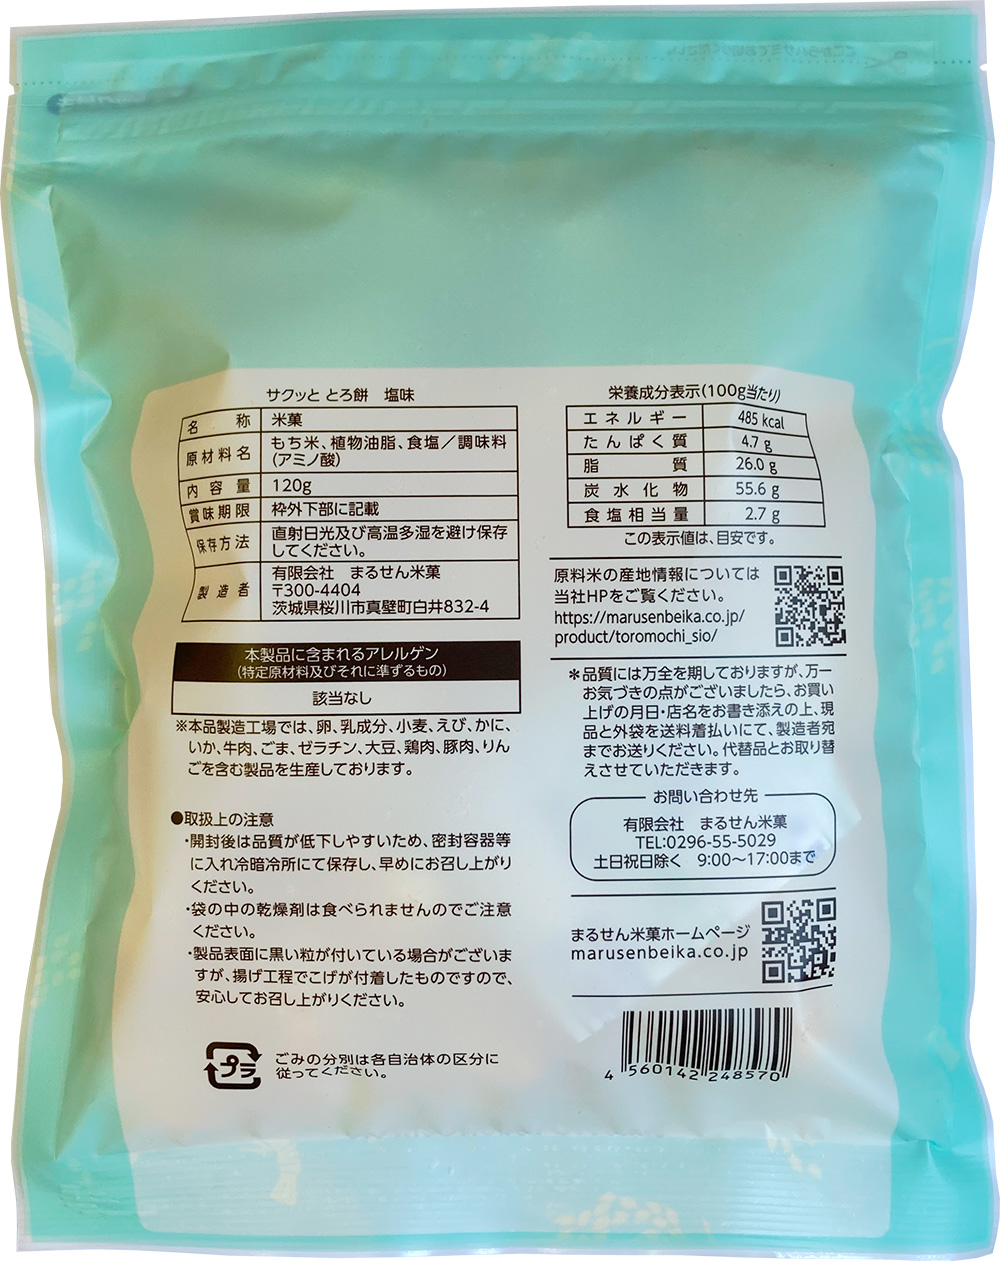 ここからハサミでお切りください。
サクッと とろ餅 塩味
名称 米菓
原材料名 もち米、植物油脂、食塩／調味料
(アミノ酸)
内容量 120g
賞味期限 枠外下部に記載
保存方法 直射日光及び高温多湿を避け保存
してください。
製造者 有限会社 まるせん米菓
〒300-4404
茨城県桜川市真壁町白井832-4
本製品に含まれるアレルゲン
(特定原材料及びそれに準ずるもの)
該当なし
※本品製造工場では、卵、乳成分、小麦、えび、かに、
いか、牛肉、ごま、ゼラチン、大豆、鶏肉、豚肉、りん
ごを含む製品を生産しております。
●取扱上の注意
・開封後は品質が低下しやすいため、密封容器等
に入れ冷暗冷所にて保存し、早めにお召し上がり
ください。
・袋の中の乾燥剤は食べられませんのでご注意
ください。
・製品表面に黒い粒が付いている場合がございま
すが、揚げ工程でこげが付着したものですので、
安心してお召し上がりください。
プラ
ごみの分別は各自治体の区分に
従ってください。
栄養成分表示(100g当たり)
エネルギー 485 kcal
たんぱく質 4.7 g
脂質 26.0 g
炭水化物 55.6 g
食塩相当量 2.7 g
この表示値は、目安です。
原料米の産地情報については
当社HPをご覧ください。
https://marusenbeika.co.jp/
product/toromochi_sio/
＊品質には万全を期しておりますが、万一
お気づきの点がございましたら、お買い
上げの月日・店名をお書き添えの上、現
品と外袋を送料着払いにて、製造者宛
までお送りください。代替品とお取り替
えさせていただきます。
お問い合わせ先
有限会社 まるせん米菓
TEL:0296-55-5029
土日祝日除く 9:00～17:00まで
まるせん米菓ホームページ
marusenbeika.co.jp
4 560142 248570